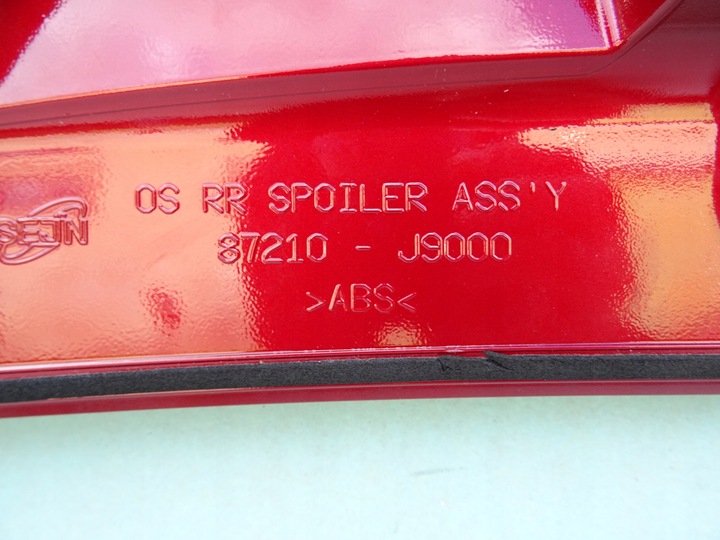 OS RR SPOILER ASS'Y
87210 - J9000
>ABS<